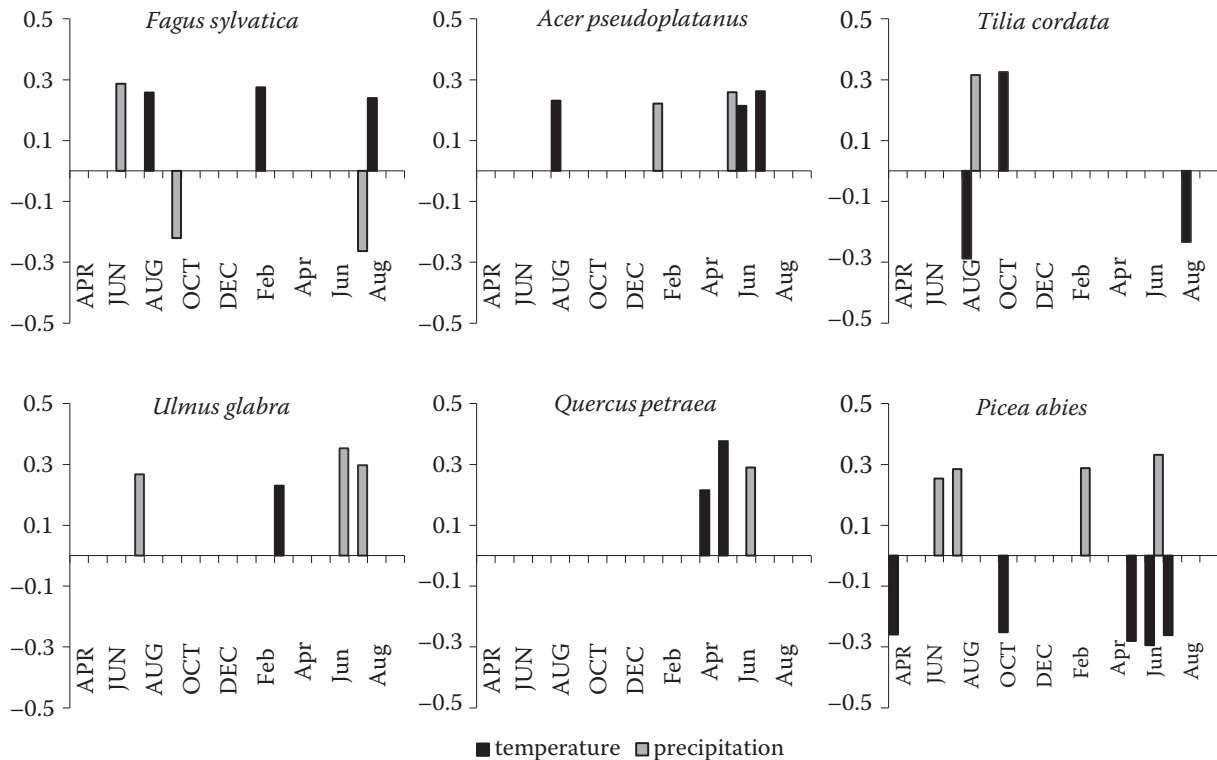 Fagus sylvatica
0.5
0.3
0.1
−0.1
−0.3
−0.5
APR JUN AUG OCT DEC Feb Apr Jun Aug
Acer pseudoplatanus
0.5
0.3
0.1
−0.1
−0.3
−0.5
APR JUN AUG OCT DEC Feb Apr Jun Aug
Tilia cordata
0.5
0.3
0.1
−0.1
−0.3
−0.5
APR JUN AUG OCT DEC Feb Apr Jun Aug
Ulmus glabra
0.5
0.3
0.1
−0.1
−0.3
−0.5
APR JUN AUG OCT DEC Feb Apr Jun Aug
Quercus petraea
0.5
0.3
0.1
−0.1
−0.3
−0.5
APR JUN AUG OCT DEC Feb Apr Jun Aug
Picea abies
0.5
0.3
0.1
−0.1
−0.3
−0.5
APR JUN AUG OCT DEC Feb Apr Jun Aug
temperature precipitation